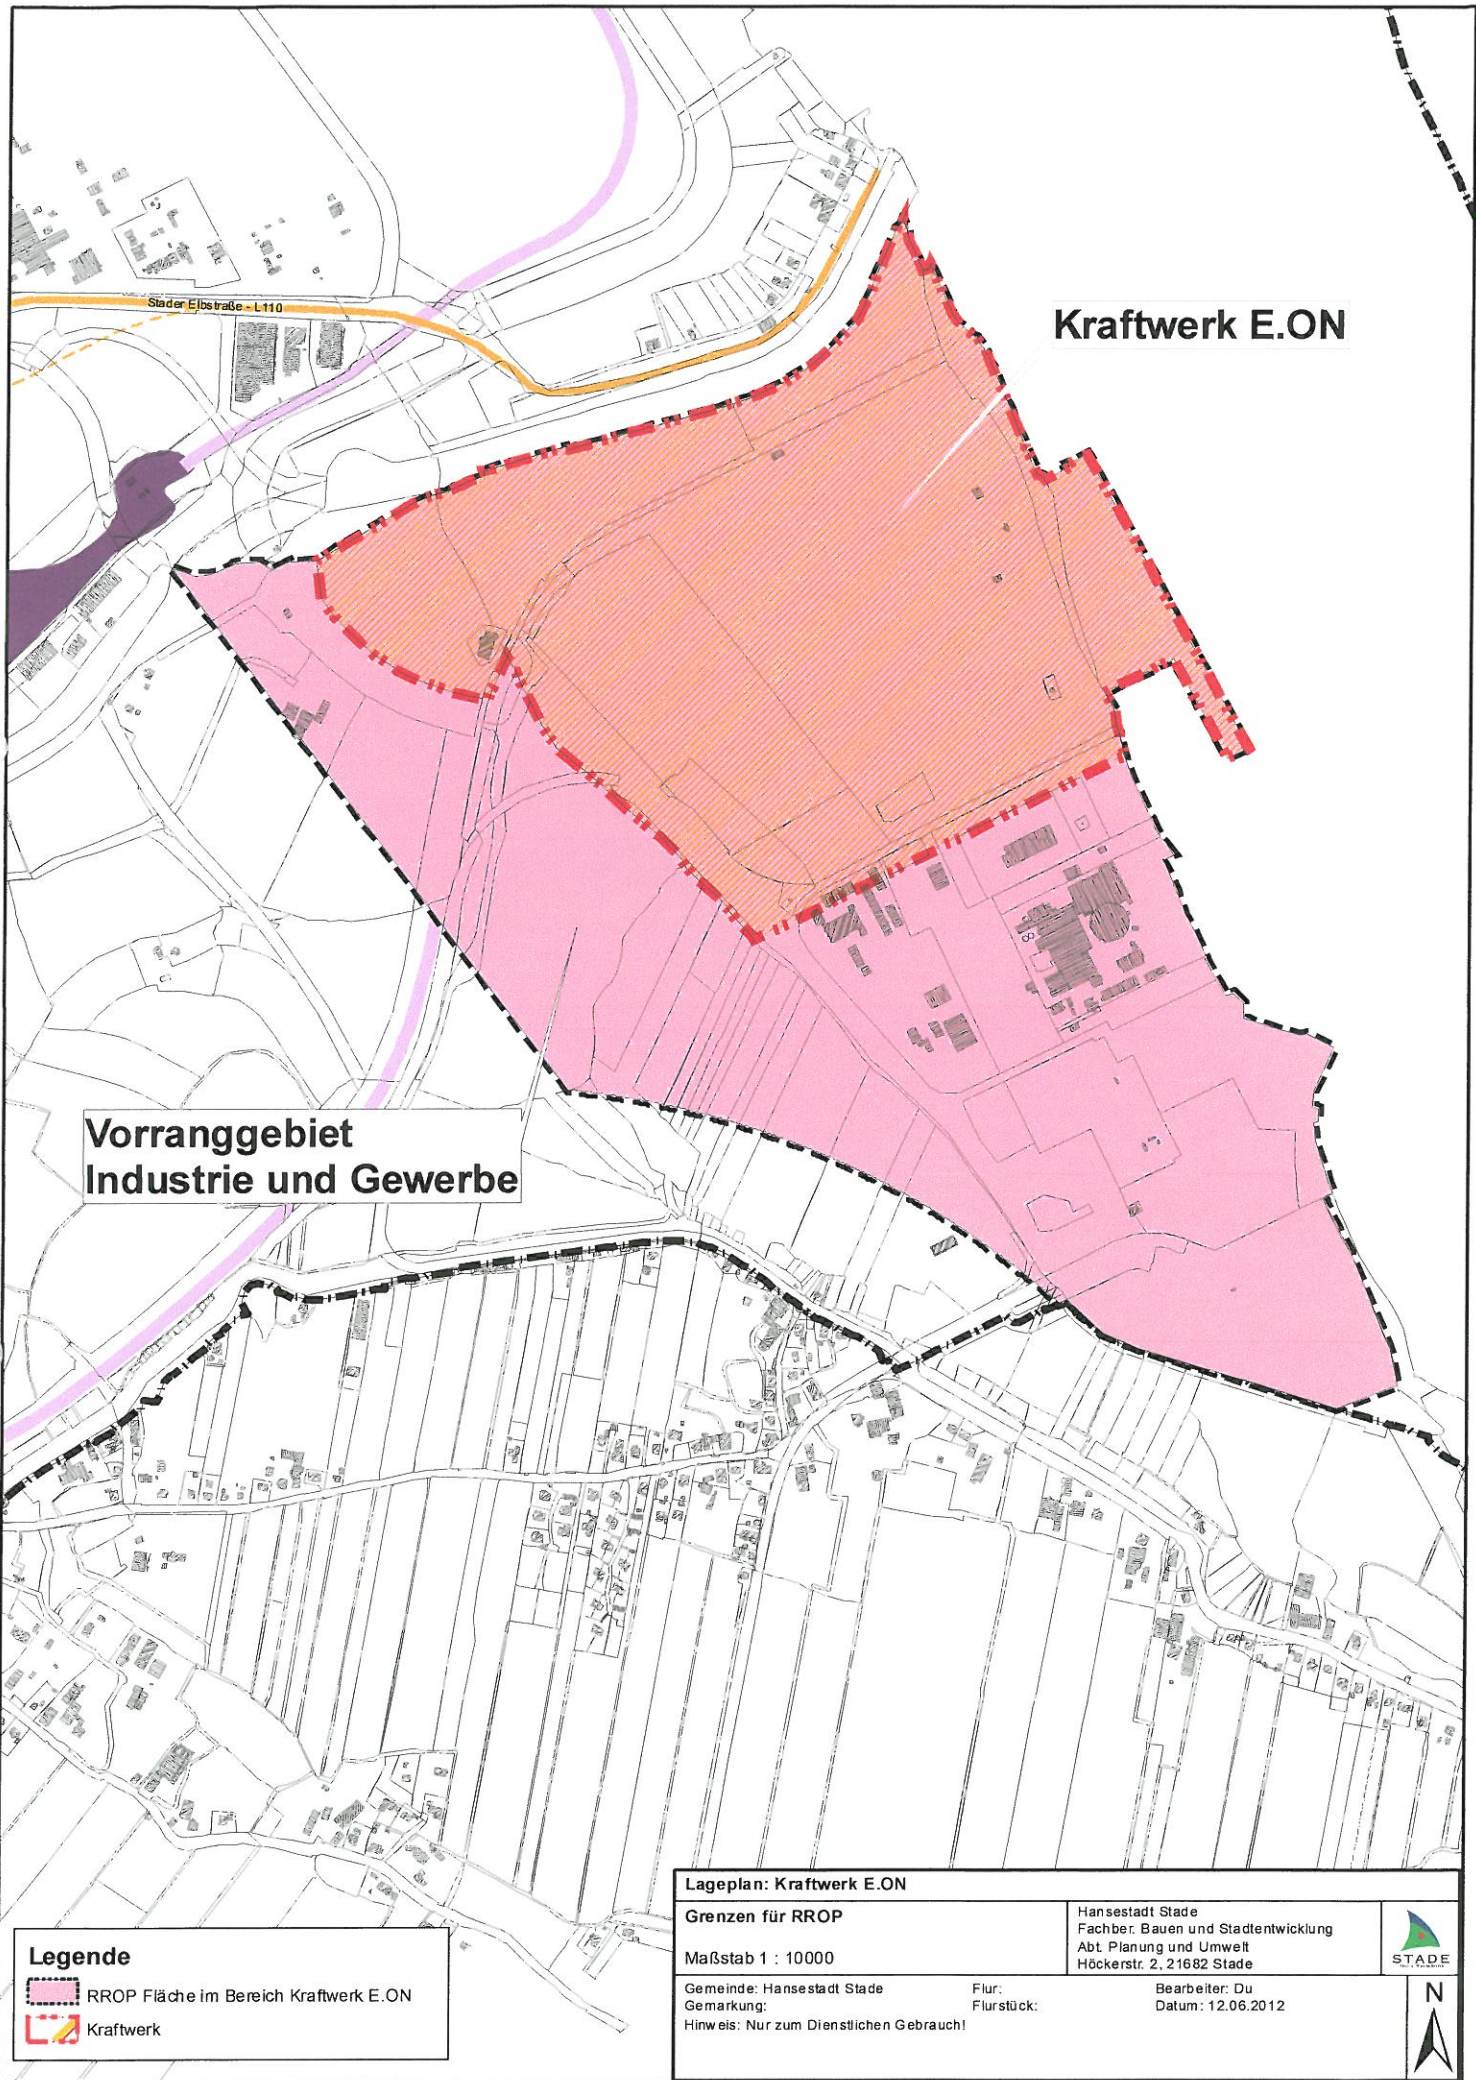 Stader Elbstraße - L110
Kraftwerk E.ON
Vorranggebiet
Industrie und Gewerbe
Legende
RROP Fläche im Bereich Kraftwerk E.ON
Kraftwerk
Lageplan: Kraftwerk E.ON
Grenzen für RROP
Maßstab 1 : 10000
Hansestadt Stade
Fachber. Bauen und Stadtentwicklung
Abt. Planung und Umwelt
Höckerstr. 2, 21682 Stade
STADE
Gemeinde: Hansestadt Stade
Flur:
Bearbeiter: Du
Gemarkung:
Flurstück:
Datum: 12.06.2012
Hinweis: Nur zum Dienstlichen Gebrauch!
N